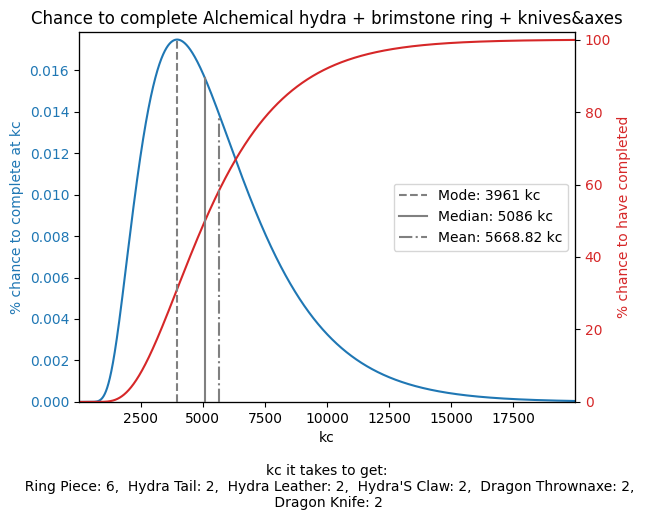 Chance to complete Alchemical hydra + brimstone ring + knives&axes
% chance to complete at kc
0.016
0.014
0.012
0.010
0.008
0.006
0.004
0.002
0.000
100
80
60
40
20
0
% chance to have completed
Mode: 3961 kc
Median: 5086 kc
Mean: 5668.82 kc
2500 5000 7500 10000 12500 15000 17500
kc
kc it takes to get:
Ring Piece: 6, Hydra Tail: 2, Hydra Leather: 2, Hydra'S Claw: 2, Dragon Thrownaxe: 2,
Dragon Knife: 2